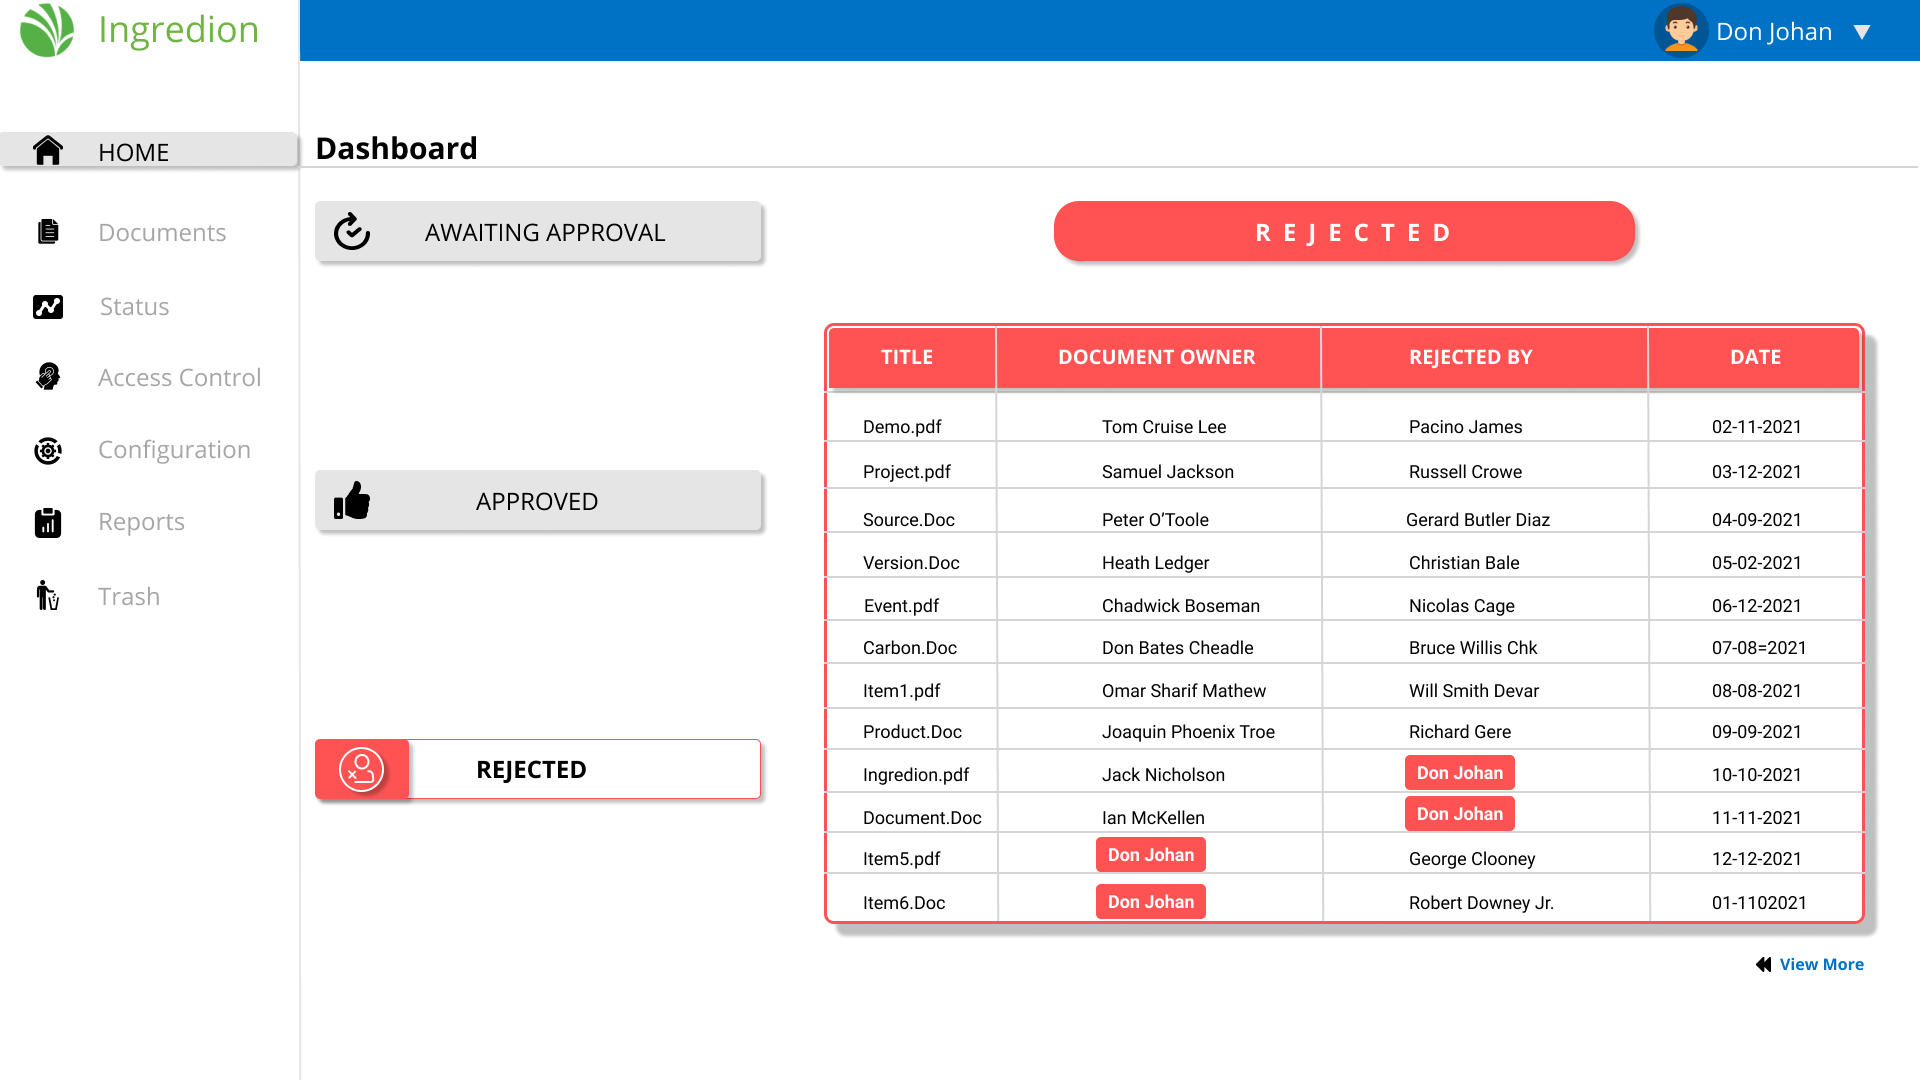 Ingredion
Don Johan
HOME
Documents
Status
Access Control
Configuration
Reports
Trash
Dashboard
AWAITING APPROVAL
APPROVED
REJECTED
REJECTED
TITLE DOCUMENT OWNER REJECTED BY DATE
Demo.pdf Tom Cruise Lee Pacino James 02-11-2021
Project.pdf Samuel Jackson Russell Crowe 03-12-2021
Source.Doc Peter O’Toole Gerard Butler Diaz 04-09-2021
Version.Doc Heath Ledger Christian Bale 05-02-2021
Event.pdf Chadwick Boseman Nicolas Cage 06-12-2021
Carbon.Doc Don Bates Cheadle Bruce Willis Chk 07-08=2021
Item1.pdf Omar Sharif Mathew Will Smith Devar 08-08-2021
Product.Doc Joaquin Phoenix Troe Richard Gere 09-09-2021
Ingredion.pdf Jack Nicholson Don Johan 10-10-2021
Document.Doc Ian McKellen Don Johan 11-11-2021
Item5.pdf Don Johan George Clooney 12-12-2021
Item6.Doc Don Johan Robert Downey Jr. 01-1102021
View More